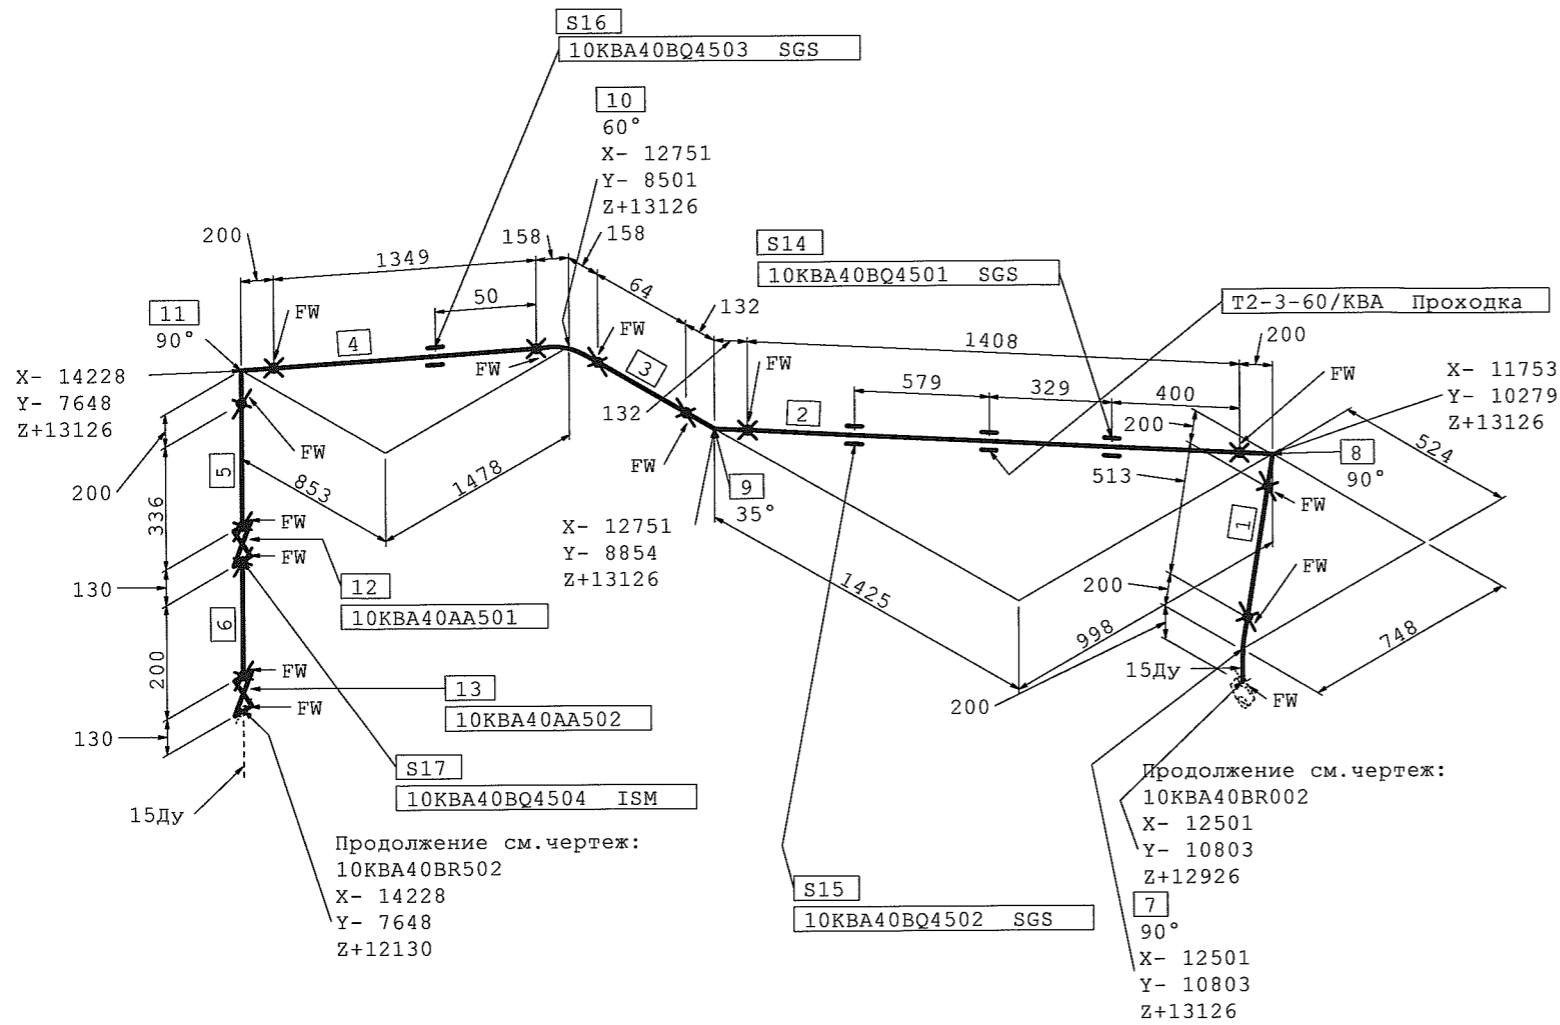 S16
10KBA40BQ4503 SGS
10
60°
X- 12751
Y- 8501
Z+13126
200
1349
158
158
50
64
132
S14
10KBA40BQ4501 SGS
Т2-3-60/КВА Проходка
200
1408
11
90°
FW
4
FW
FW
3
FW
X- 14228
Y- 7648
Z+13126
579
329
400
FW
X- 11753
Y- 10279
Z+13126
132
2
200
524
8
90°
200
FW
5
853
1478
FW
9
35°
513
FW
1
336
FW
X- 12751
Y- 8854
Z+13126
FW
FW
130
12
10KBA40AA501
1425
200
6
998
748
200
FW
13
10KBA40AA502
15Ду
FW
200
FW
130
S17
10KBA40BQ4504 ISM
15Ду
Продолжение см.чертеж:
10KBA40BR502
X- 14228
Y- 7648
Z+12130
Продолжение см.чертеж:
10KBA40BR002
X- 12501
Y- 10803
Z+12926
S15
10KBA40BQ4502 SGS
7
90°
X- 12501
Y- 10803
Z+13126